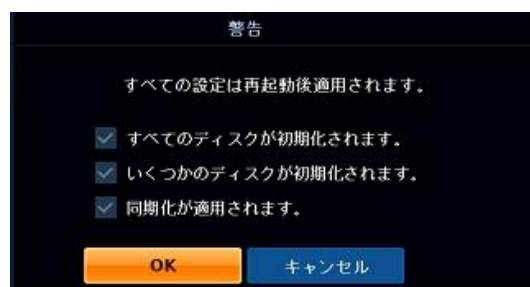 警告
すべての設定は再起動後適用されます。
すべてのディスクが初期化されます。
いくつかのディスクが初期化されます。
同期化が適用されます。
OK
キャンセル